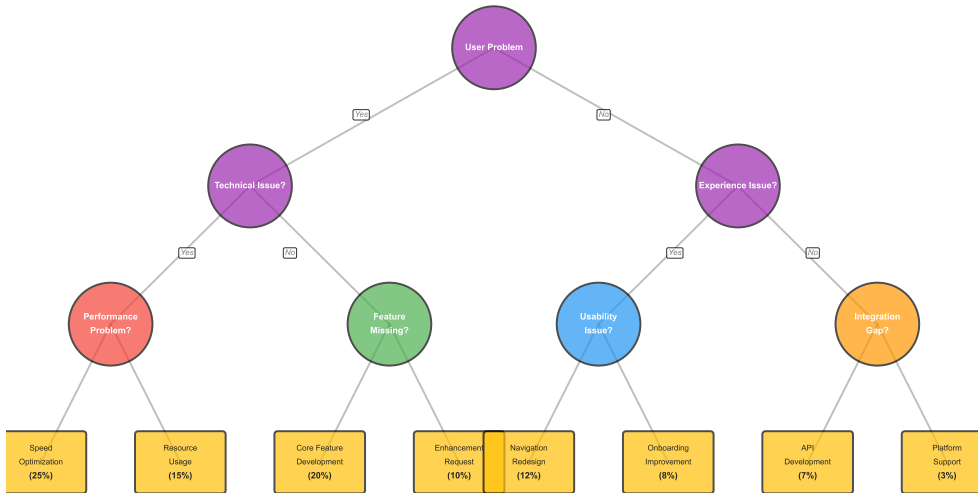 User Problem
Yes
No
Technical Issue?
Experience Issue?
Yes
No
Yes
No
Performance
Problem?
Feature
Missing?
Usability
Issue?
Integration
Gap?
Speed
Optimization
(25%)
Resource
Usage
(15%)
Core Feature
Development
(20%)
Enhancement
Request
(10%)
Navigation
Redesign
(12%)
Onboarding
Improvement
(8%)
API
Development
(7%)
Platform
Support
(3%)